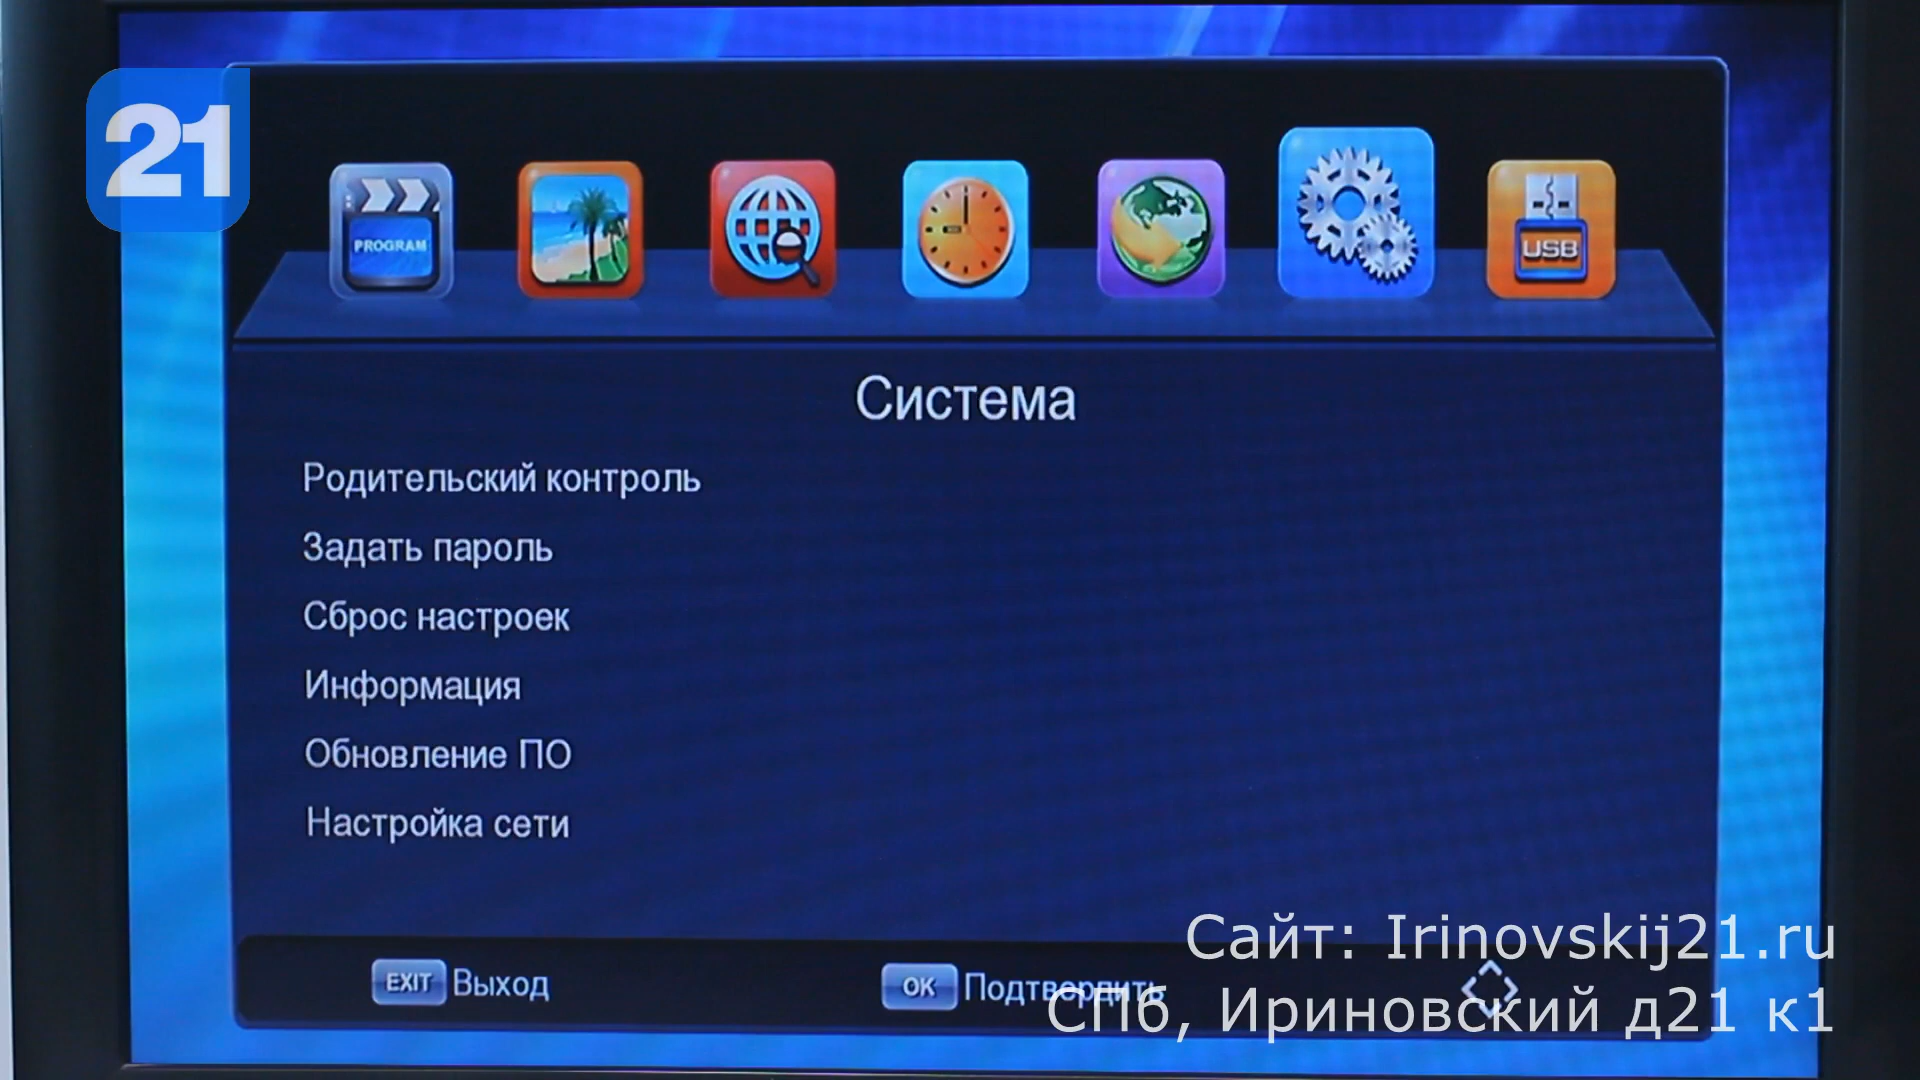 21
PROGRAM
USB
Система
Родительский контроль
Задать пароль
Сброс настроек
Информация
Обновление ПО
Настройка сети
EXIT Выход
OK Подтвердить
Сайт: Irinovskij21.ru
СПб, Ириновский д21 к1